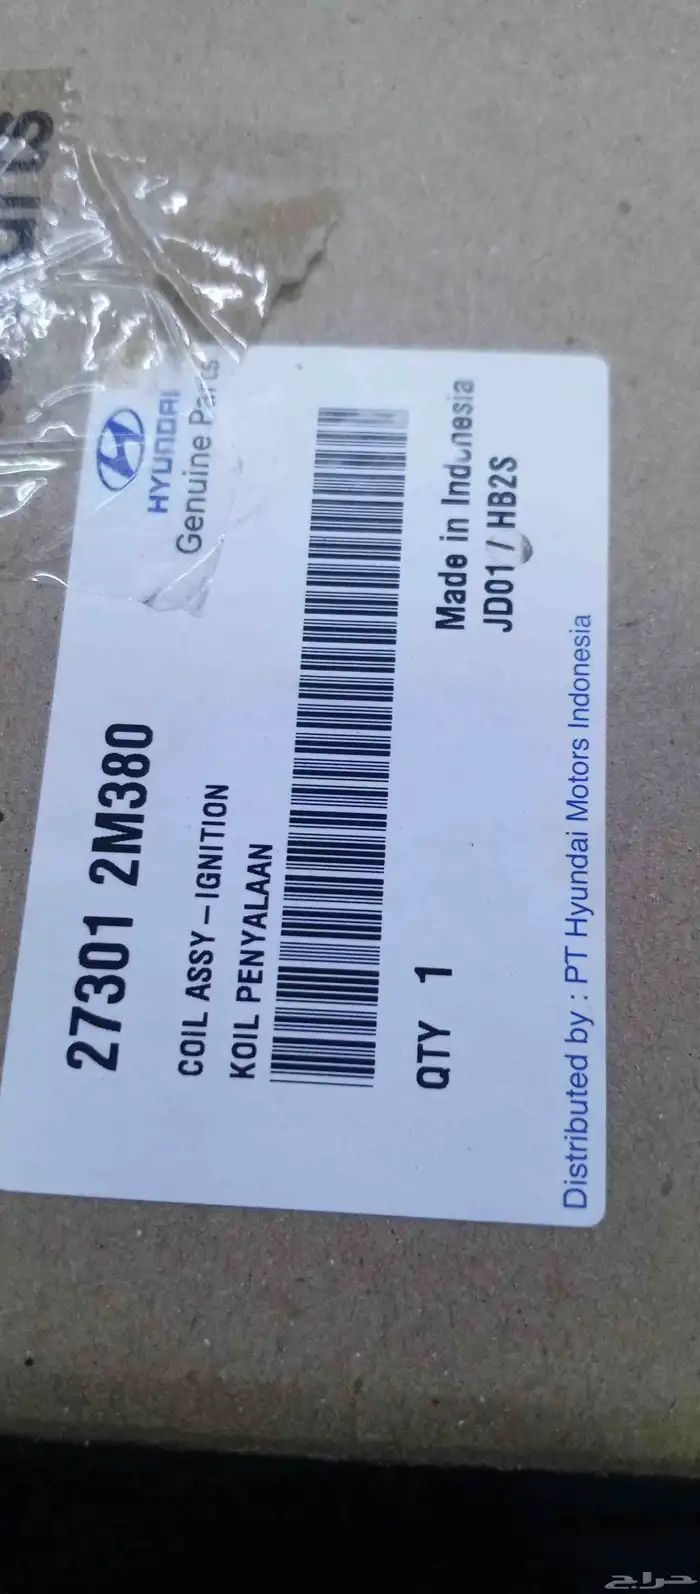 HYUNDAI
Genuine Parts
27301 2M380
COIL ASSY-IGNITION
KOIL PENYALAAN
QTY 1
Made in Indonesia
JD01 / HB2S
Distributed by : PT Hyundai Motors Indonesia
حراج